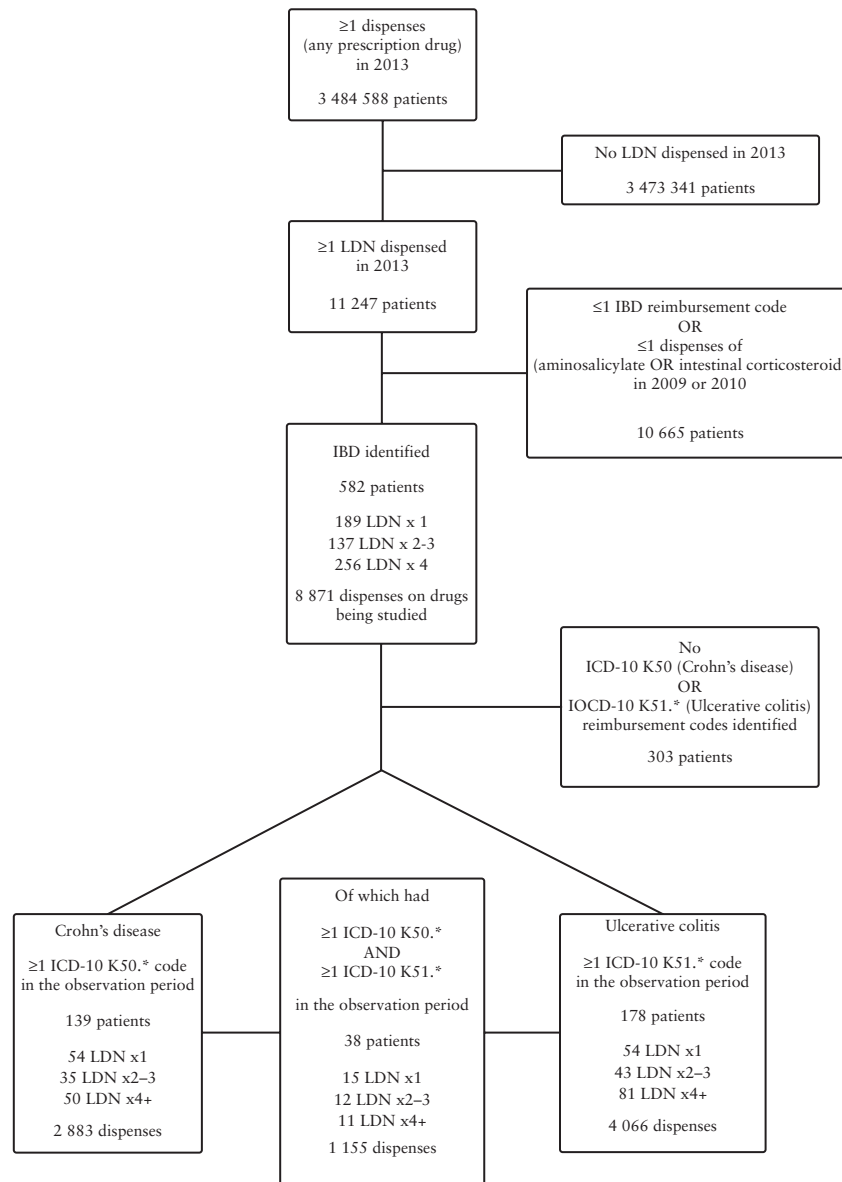 ≥1 dispenses
(any prescription drug)
in 2013
3 484 588 patients
No LDN dispensed in 2013
3 473 341 patients
≥1 LDN dispensed
in 2013
11 247 patients
≤1 IBD reimbursement code
OR
≤1 dispenses of
(aminosalicylate OR intestinal corticosteroid
in 2009 or 2010
10 665 patients
IBD identified
582 patients
189 LDN x 1
137 LDN x 2-3
256 LDN x 4
8 871 dispenses on drugs
being studied
No
ICD-10 K50 (Crohn's disease)
OR
IOCD-10 K51.* (Ulcerative colitis)
reimbursement codes identified
303 patients
Crohn's disease
≥1 ICD-10 K50.* code
in the observation period
139 patients
54 LDN x1
35 LDN x2–3
50 LDN x4+
2 883 dispenses
Of which had
≥1 ICD-10 K50.*
AND
≥1 ICD-10 K51.*
in the observation period
38 patients
15 LDN x1
12 LDN x2–3
11 LDN x4+
1 155 dispenses
Ulcerative colitis
≥1 ICD-10 K51.* code
in the observation period
178 patients
54 LDN x1
43 LDN x2–3
81 LDN x4+
4 066 dispenses